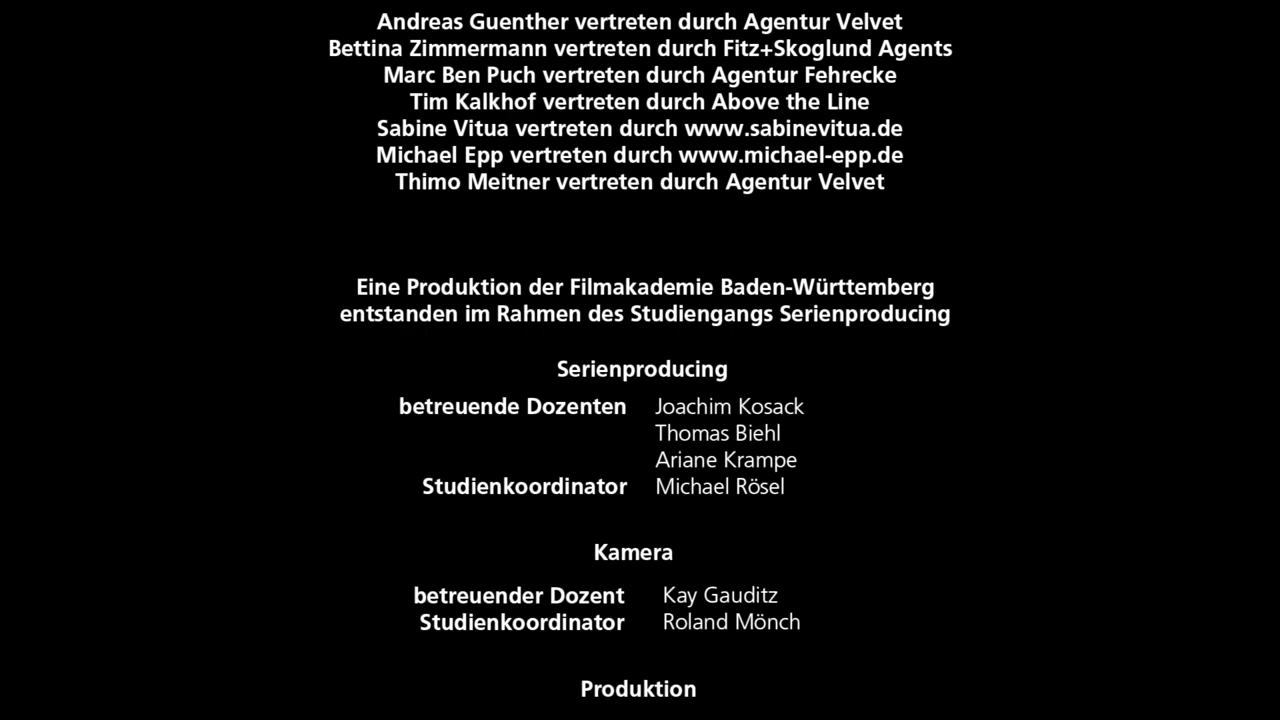 Andreas Guenther vertreten durch Agentur Velvet
Bettina Zimmermann vertreten durch Fitz+Skoglund Agents
Marc Ben Puch vertreten durch Agentur Fehrecke
Tim Kalkhof vertreten durch Above the Line
Sabine Vitua vertreten durch www.sabinevitua.de
Michael Epp vertreten durch www.michael-epp.de
Thimo Meitner vertreten durch Agentur Velvet
Eine Produktion der Filmakademie Baden-Württemberg
entstanden im Rahmen des Studiengangs Serienproducing
Serienproducing
betreuende Dozenten Joachim Kosack
Thomas Biehl
Ariane Krampe
Studienkoordinator Michael Rösel
Kamera
betreuender Dozent Kay Gauditz
Studienkoordinator Roland Mönch
Produktion